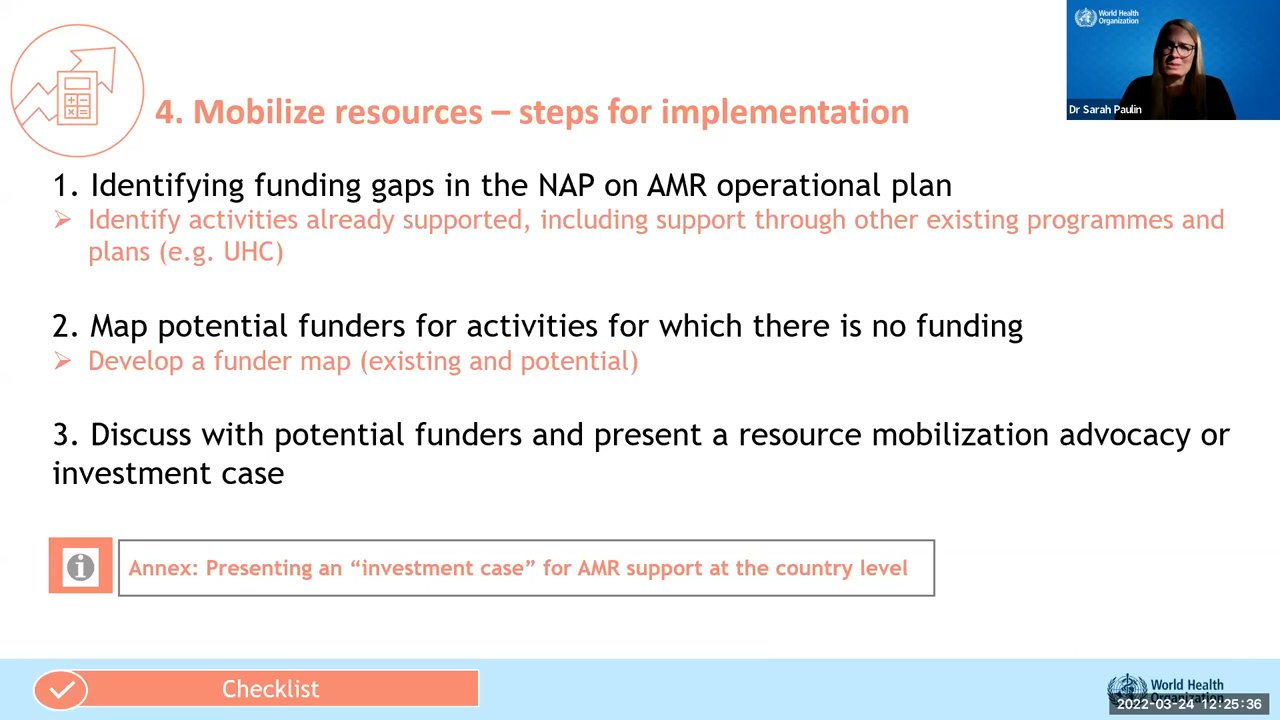 World Health
Organization
Dr Sarah Paulin
4. Mobilize resources – steps for implementation
1. Identifying funding gaps in the NAP on AMR operational plan
Identify activities already supported, including support through other existing programmes and
plans (e.g. UHC)
2. Map potential funders for activities for which there is no funding
Develop a funder map (existing and potential)
3. Discuss with potential funders and present a resource mobilization advocacy or
investment case
Annex: Presenting an “investment case” for AMR support at the country level
Checklist
World Health
Organization
2022-03-24 12:25:36